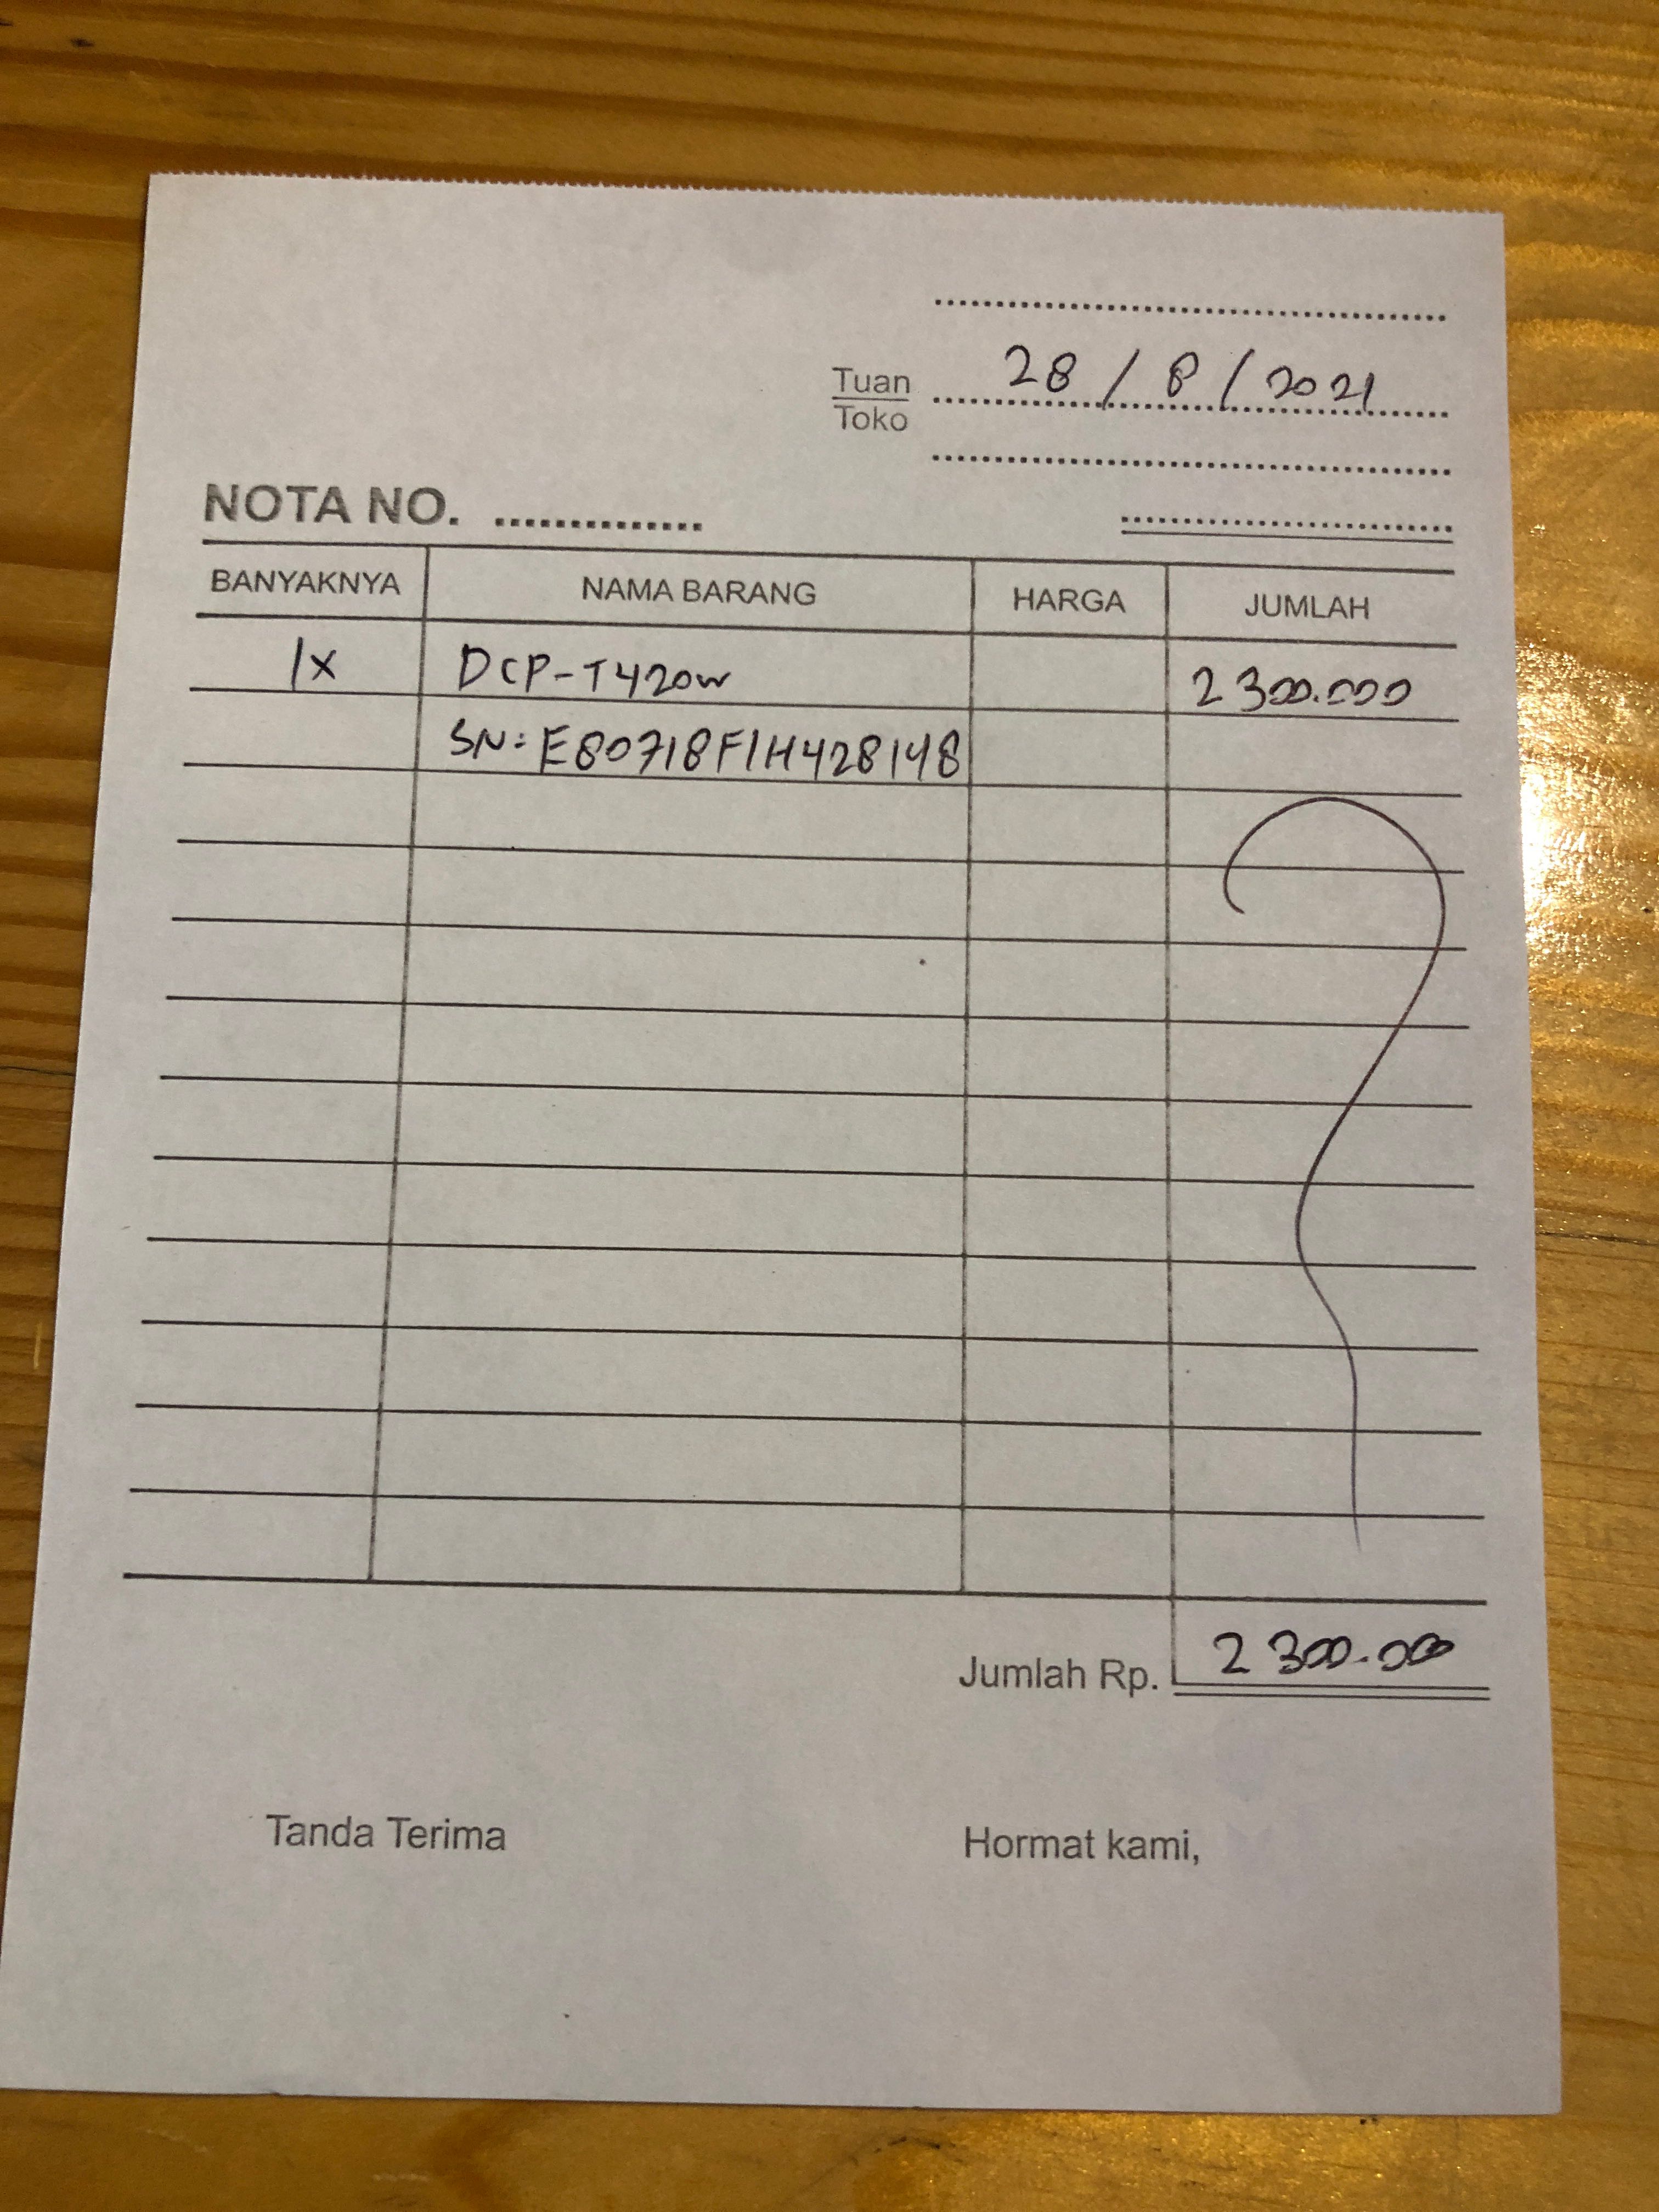 28 / 8 / 2021
Tuan
Toko
NOTA NO. ..............
BANYAKNYA NAMA BARANG HARGA JUMLAH
1x DCP-T420w 2300.000
SN: E80718F1H428148
Jumlah Rp. 2300.000
Tanda Terima Hormat kami,